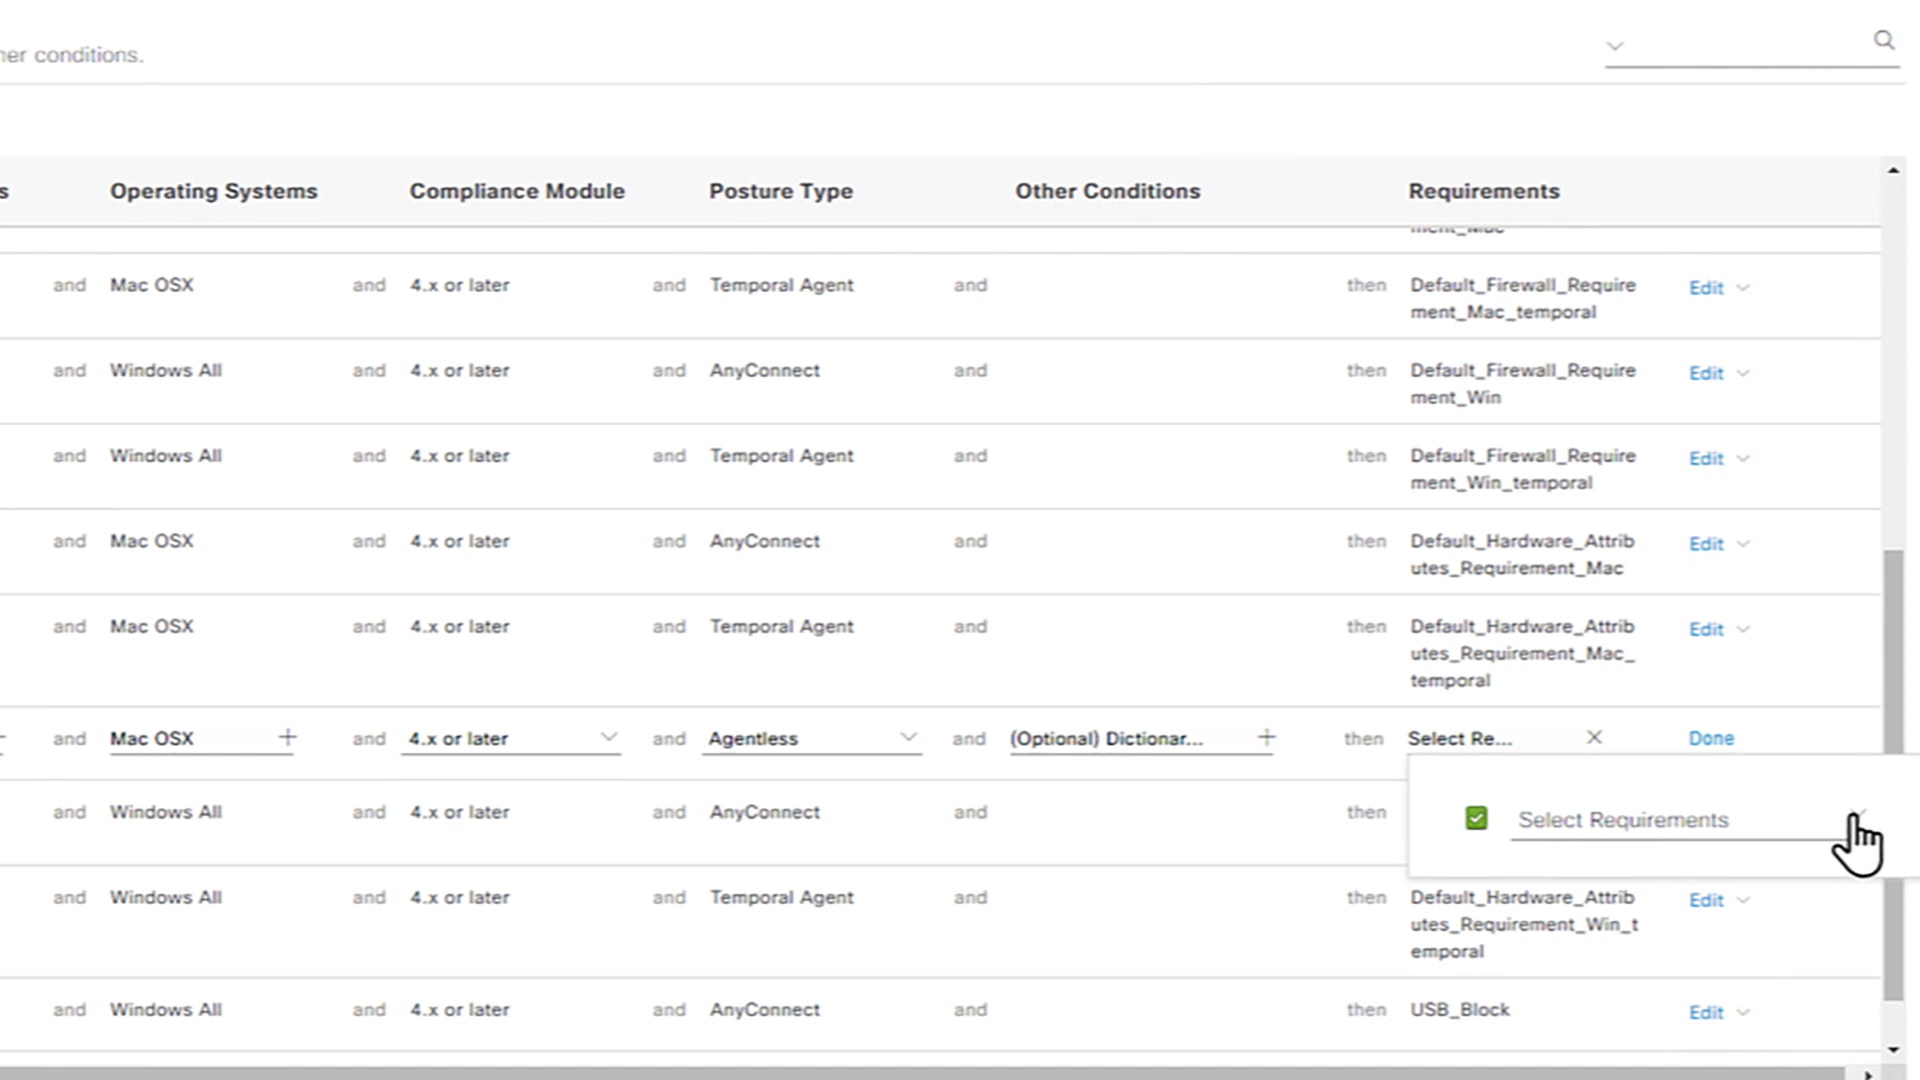 her conditions.
s Operating Systems Compliance Module Posture Type Other Conditions Requirements
ment_Mac
and Mac OSX and 4.x or later and Temporal Agent and then Default_Firewall_Require Edit
ment_Mac_temporal
and Windows All and 4.x or later and AnyConnect and then Default_Firewall_Require Edit
ment_Win
and Windows All and 4.x or later and Temporal Agent and then Default_Firewall_Require Edit
ment_Win_temporal
and Mac OSX and 4.x or later and AnyConnect and then Default_Hardware_Attrib Edit
utes_Requirement_Mac
and Mac OSX and 4.x or later and Temporal Agent and then Default_Hardware_Attrib Edit
utes_Requirement_Mac_
temporal
and Mac OSX and 4.x or later and Agentless and (Optional) Dictionar... then Select Re... Done
and Windows All and 4.x or later and AnyConnect and then
Select Requirements
and Windows All and 4.x or later and Temporal Agent and then Default_Hardware_Attrib Edit
utes_Requirement_Win_t
emporal
and Windows All and 4.x or later and AnyConnect and then USB_Block Edit